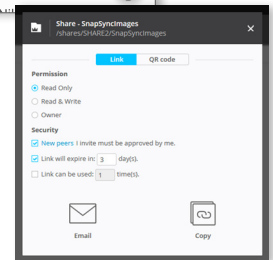 Share - SnapSyncImages
/shares/SHARE2/SnapSyncImages
Link QR code
Permission
Read Only
Read & Write
Owner
Security
New peers I invite must be approved by me.
Link will expire in: 3 day(s).
Link can be used: 1 time(s).
Email Copy